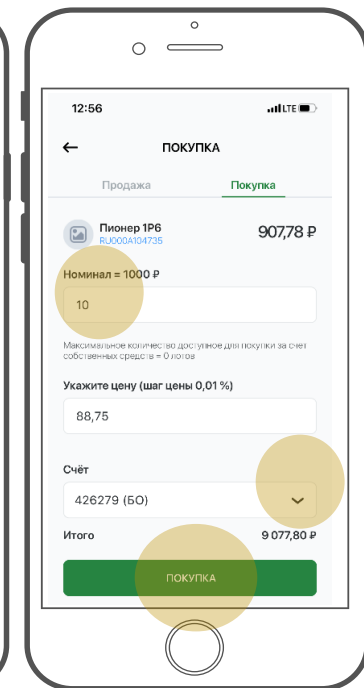 12:56 LTE
ПОКУПКА
Продажа Покупка
Пионер 1Р6 907,78 ₽
RU000A104735
Номинал = 1000 ₽
10
Максимальное количество доступное для покупки за счет
собственных средств = 0 лотов
Укажите цену (шаг цены 0,01 %)
88,75
Счёт
426279 (БО)
Итого 9 077,80 ₽
ПОКУПКА